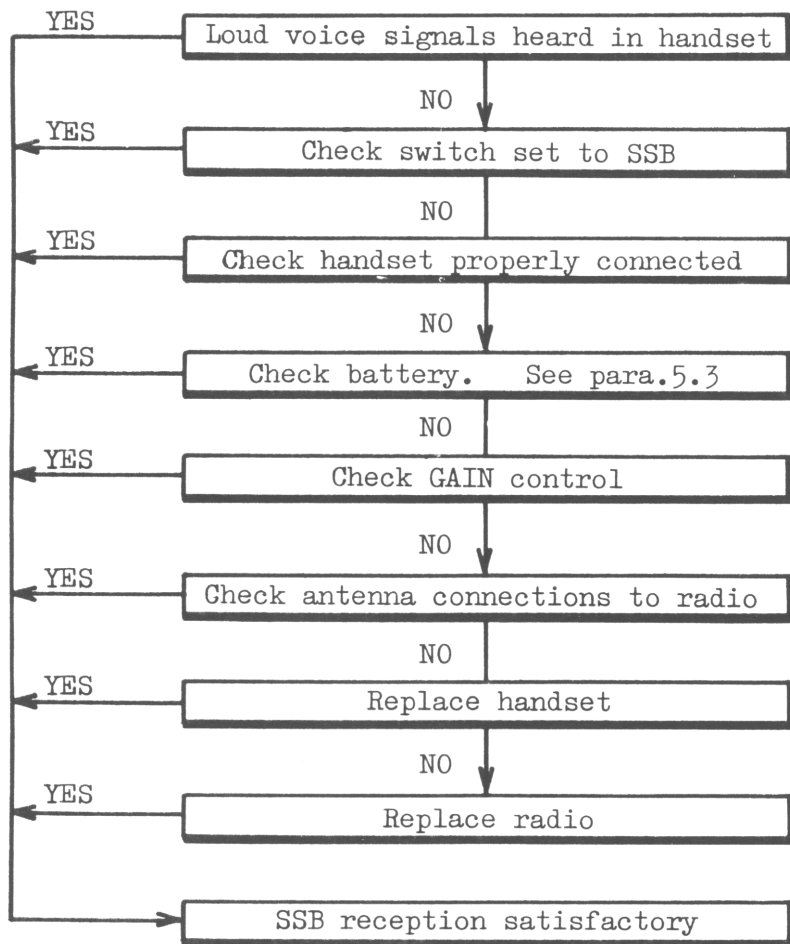 YES
Loud voice signals heard in handset
NO
YES
Check switch set to SSB
NO
YES
Check handset properly connected
NO
YES
Check battery. See para.5.3
NO
YES
Check GAIN control
NO
YES
Check antenna connections to radio
NO
YES
Replace handset
NO
YES
Replace radio
SSB reception satisfactory